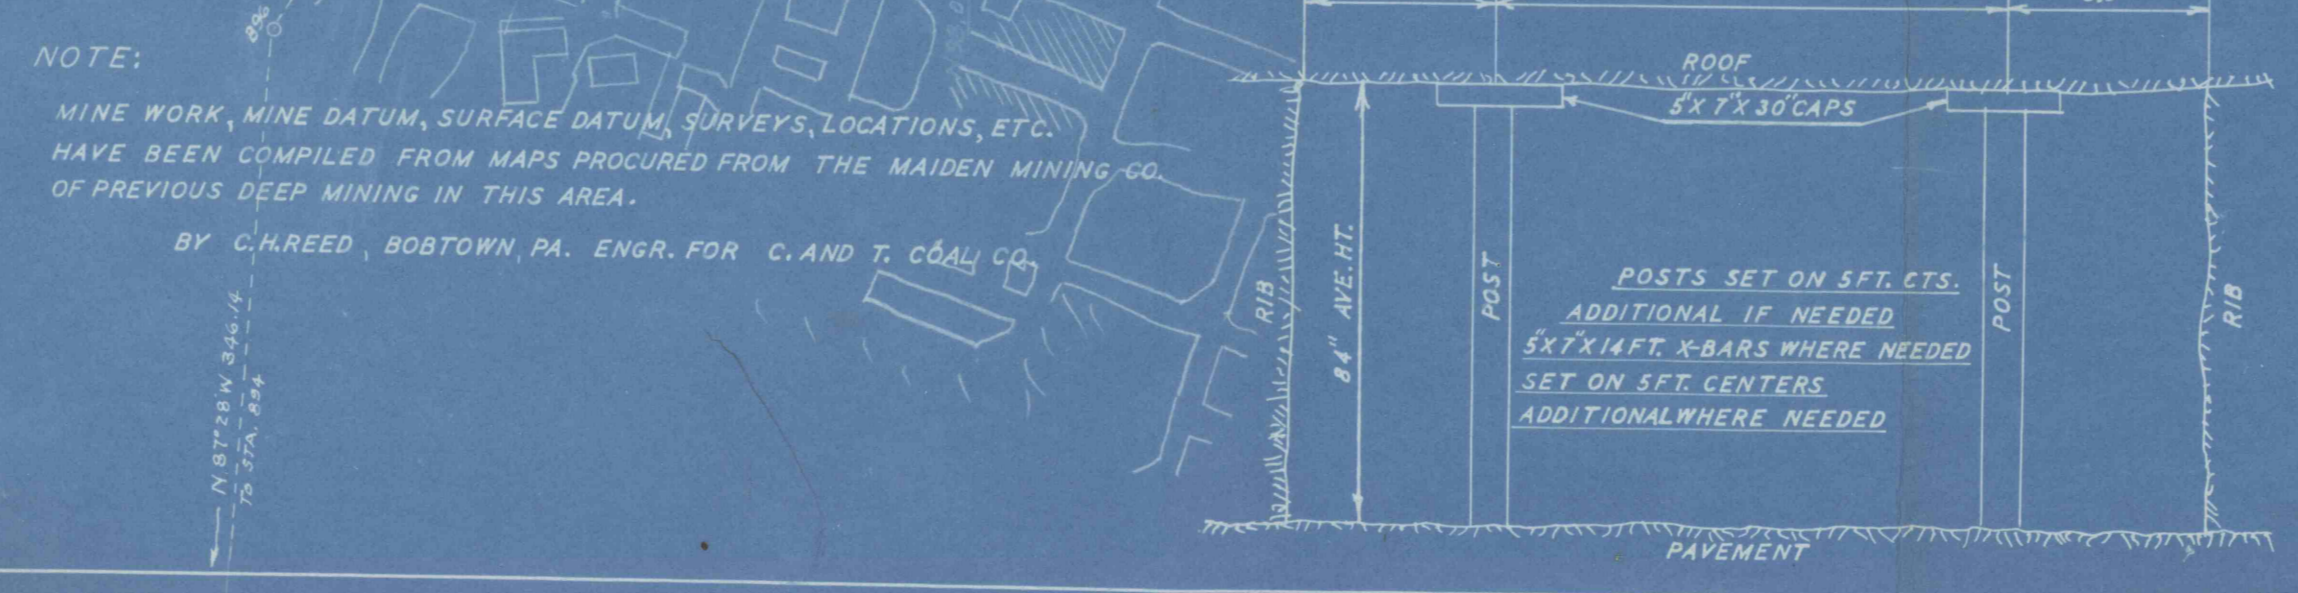 896
NOTE:
MINE WORK, MINE DATUM, SURFACE DATUM, SURVEYS, LOCATIONS, ETC.
HAVE BEEN COMPILED FROM MAPS PROCURED FROM THE MAIDEN MINING CO.
OF PREVIOUS DEEP MINING IN THIS AREA.
BY C.H.REED, BOBTOWN, PA. ENGR. FOR C. AND T. COAL CO.
N.87°28'W 346.14
TO STA. 894
ROOF
5"X 7"X 30"CAPS
RIB
84" AVE. HT.
POST
POSTS SET ON 5FT. CTS.
ADDITIONAL IF NEEDED
5"X7"X14FT. X-BARS WHERE NEEDED
SET ON 5FT. CENTERS
ADDITIONAL WHERE NEEDED
POST
RIB
PAVEMENT